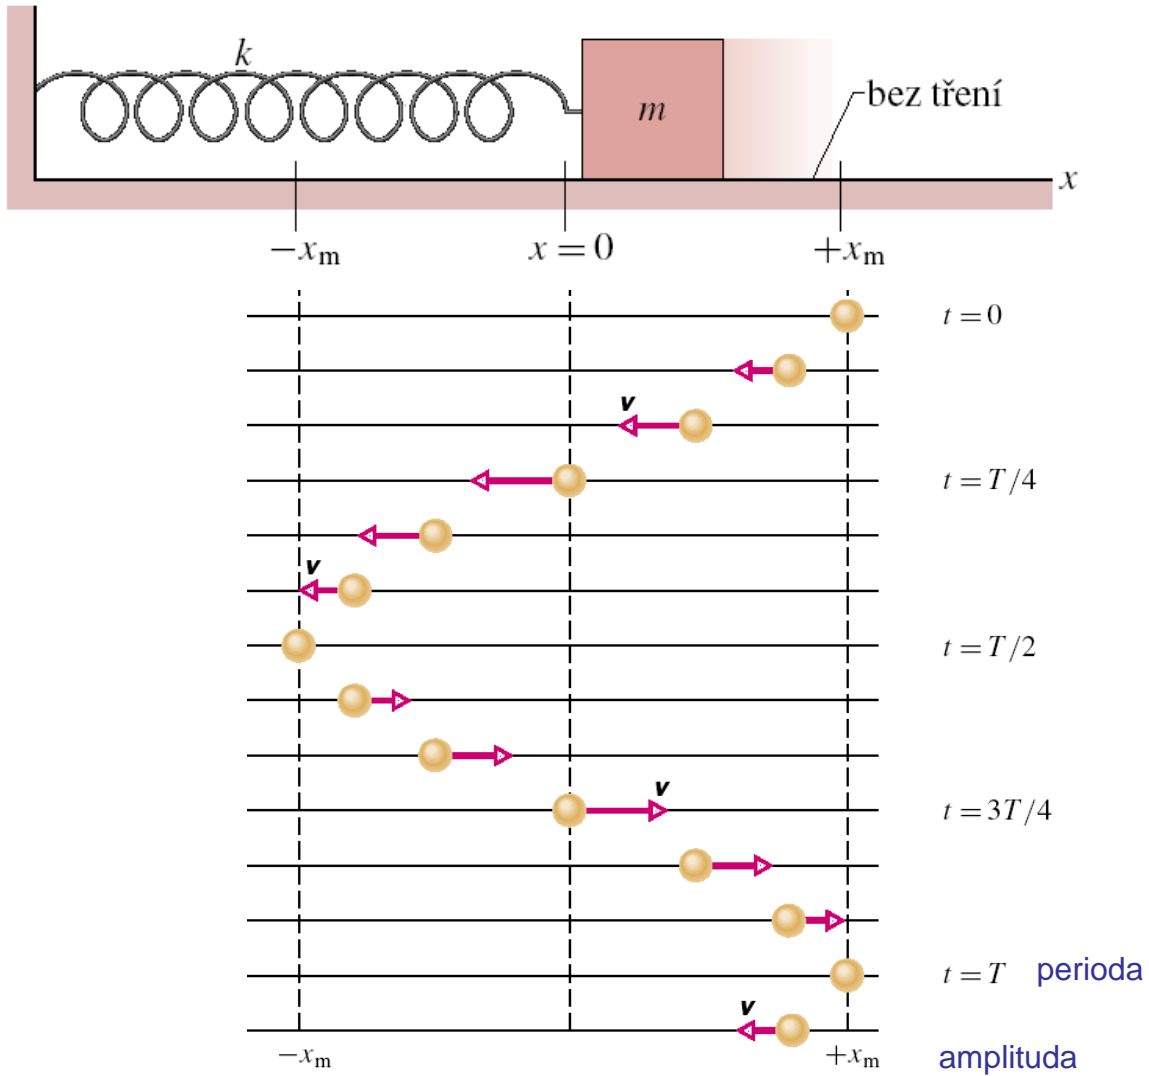 k
m
bez tření
x
−xm
x = 0
+xm
t = 0
v
t = T/4
v
t = T/2
v
t = 3T/4
t = T perioda
v
−xm
+xm
amplituda